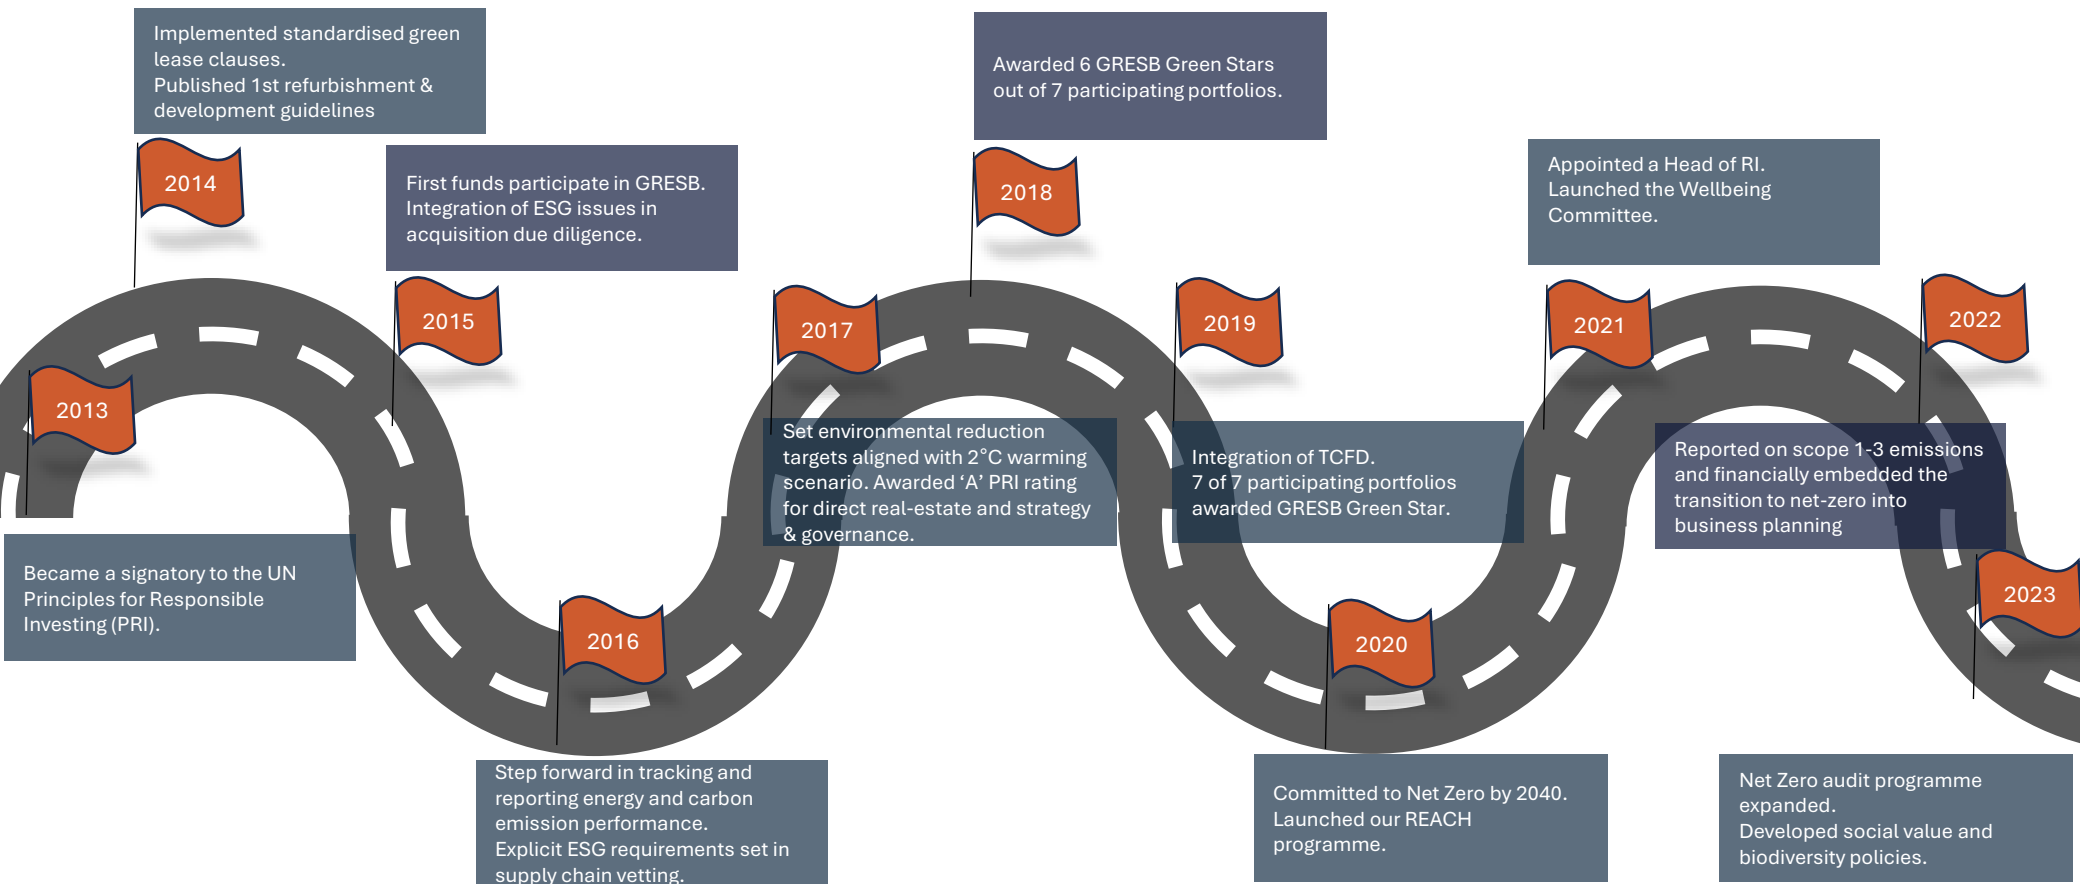 2013
Became a signatory to the UN
Principles for Responsible
Investing (PRI).
2014
Implemented standardised green
lease clauses.
Published 1st refurbishment &
development guidelines
2015
First funds participate in GRESB.
Integration of ESG issues in
acquisition due diligence.
2016
Step forward in tracking and
reporting energy and carbon
emission performance.
Explicit ESG requirements set in
supply chain vetting.
2017
Set environmental reduction
targets aligned with 2°C warming
scenario. Awarded ‘A’ PRI rating
for direct real-estate and strategy
& governance.
2018
Awarded 6 GRESB Green Stars
out of 7 participating portfolios.
2019
Integration of TCFD.
7 of 7 participating portfolios
awarded GRESB Green Star.
2020
Committed to Net Zero by 2040.
Launched our REACH
programme.
2021
Appointed a Head of RI.
Launched the Wellbeing
Committee.
2022
Reported on scope 1-3 emissions
and financially embedded the
transition to net-zero into
business planning
2023
Net Zero audit programme
expanded.
Developed social value and
biodiversity policies.